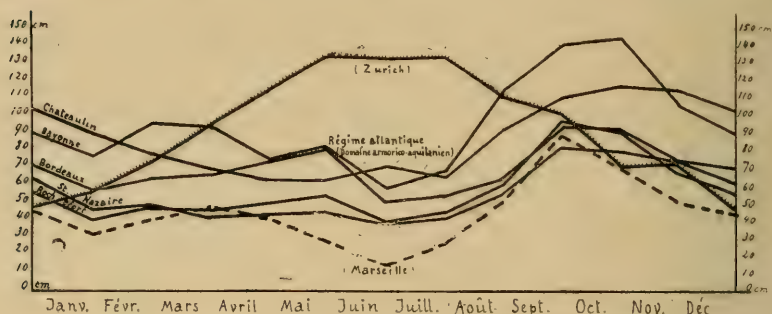 150 cm
140
130
120
110
100
90
80
70
60
50
40
30
20
10
0 cm
150 cm
140
130
120
110
100
90
80
70
60
50
40
30
20
10
0 cm
(Zurich)
Chateaulin
Bayonne
Régime atlantique
(Domaine armorico-aquitanien)
Bordeaux
St. Nazaire
Rochefort
(Marseille)
Janv. Févr. Mars Avril Mai Juin Juill. Août Sept. Oct. Nov. Déc